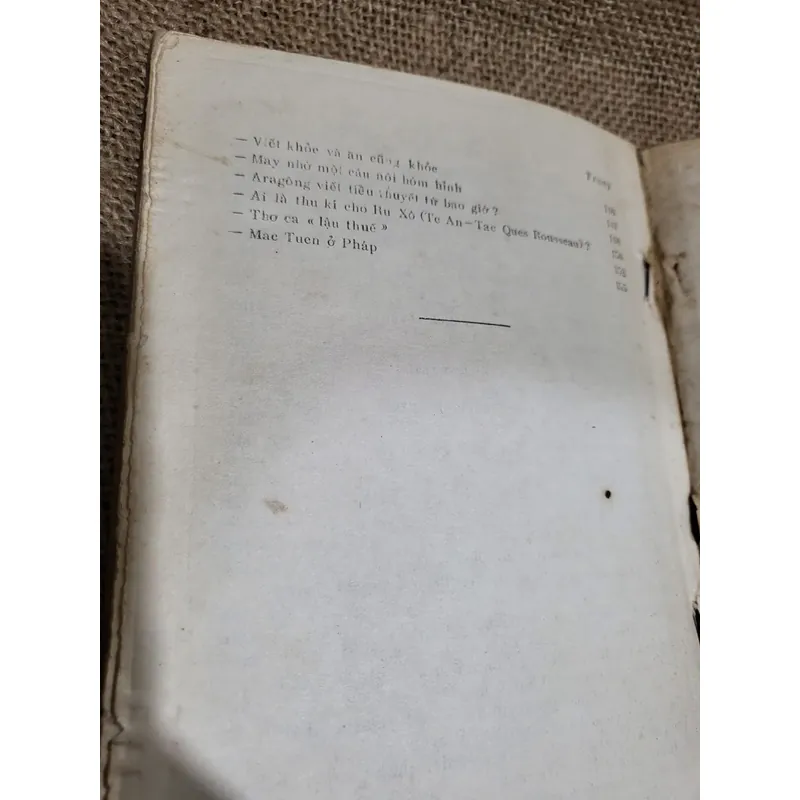 Trang
— Viết khỏe và ăn cũng khỏe
— May nhờ một câu nói hóm hỉnh
— Aragông viết tiểu thuyết từ bao giờ?
— Ai là thu kí cho Ru Xô (Te An-Tac Ques Rousseau)?
— Thơ ca « lậu thuế »
— Mac Tuen ở Pháp